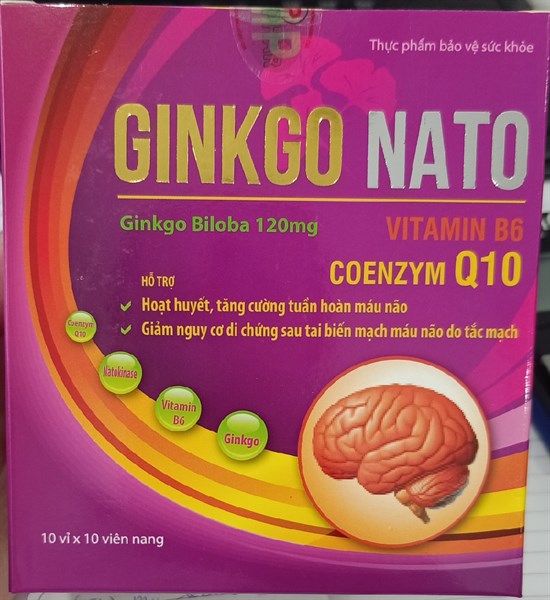 Thực phẩm bảo vệ sức khỏe
GINKGO NATO
Ginkgo Biloba 120mg
VITAMIN B6
COENZYM Q10
HỖ TRỢ
Hoạt huyết, tăng cường tuần hoàn máu não
Giảm nguy cơ di chứng sau tai biến mạch máu não do tắc mạch
Coenzym
Q10
Natokinase
Vitamin
B6
Ginkgo
10 vỉ x 10 viên nang